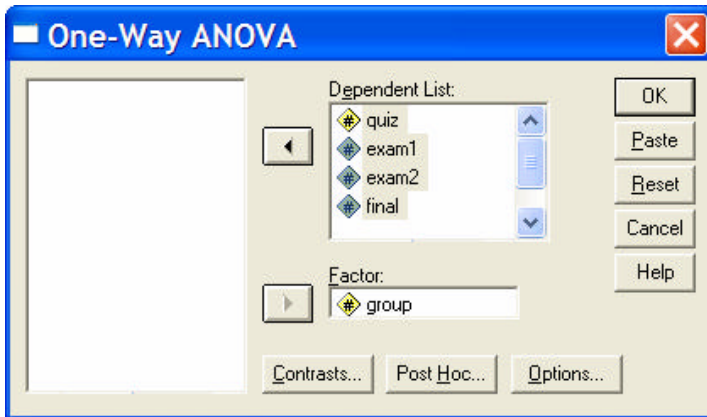 One-Way ANOVA
Dependent List:
quiz
exam1
exam2
final
Factor:
group
OK
Paste
Reset
Cancel
Help
Contrasts...
Post Hoc...
Options...